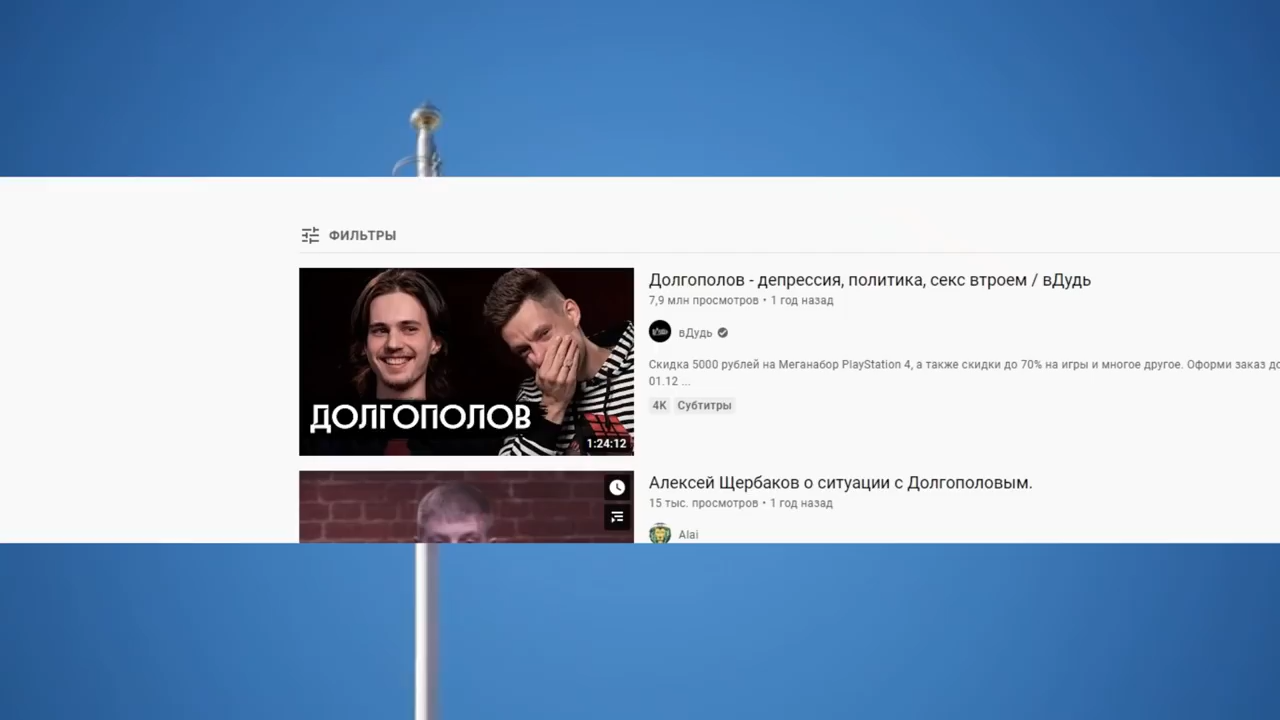 ФИЛЬТРЫ
ДОЛГОПОЛОВ
1:24:12
Долгополов - депрессия, политика, секс втроем / вДудь
7,9 млн просмотров • 1 год назад
вДудь
Скидка 5000 рублей на Меганабор PlayStation 4, а также скидки до 70% на игры и многое другое. Оформи заказ до
01.12 ...
4K Субтитры
Алексей Щербаков о ситуации с Долгополовым.
15 тыс. просмотров • 1 год назад
Alai